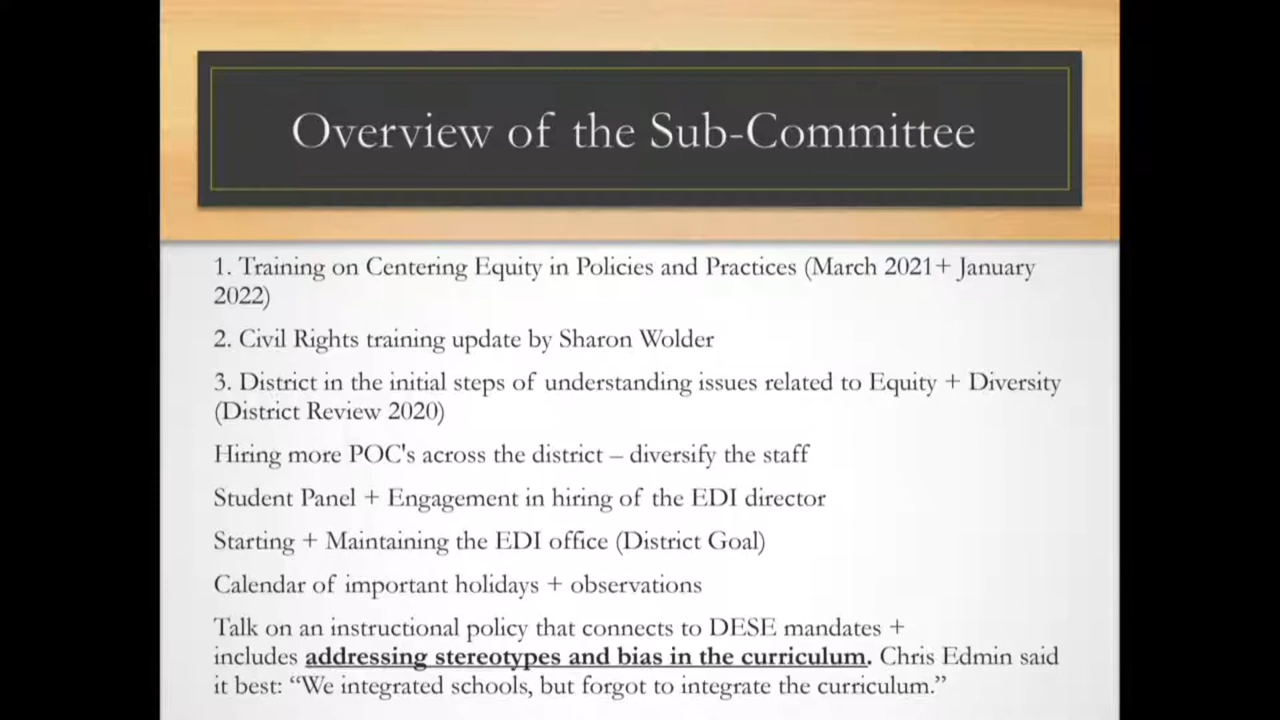 Overview of the Sub-Committee
1. Training on Centering Equity in Policies and Practices (March 2021+ January
2022)
2. Civil Rights training update by Sharon Wolder
3. District in the initial steps of understanding issues related to Equity + Diversity
(District Review 2020)
Hiring more POC's across the district – diversify the staff
Student Panel + Engagement in hiring of the EDI director
Starting + Maintaining the EDI office (District Goal)
Calendar of important holidays + observations
Talk on an instructional policy that connects to DESE mandates +
includes addressing stereotypes and bias in the curriculum. Chris Edmin said
it best: “We integrated schools, but forgot to integrate the curriculum.”